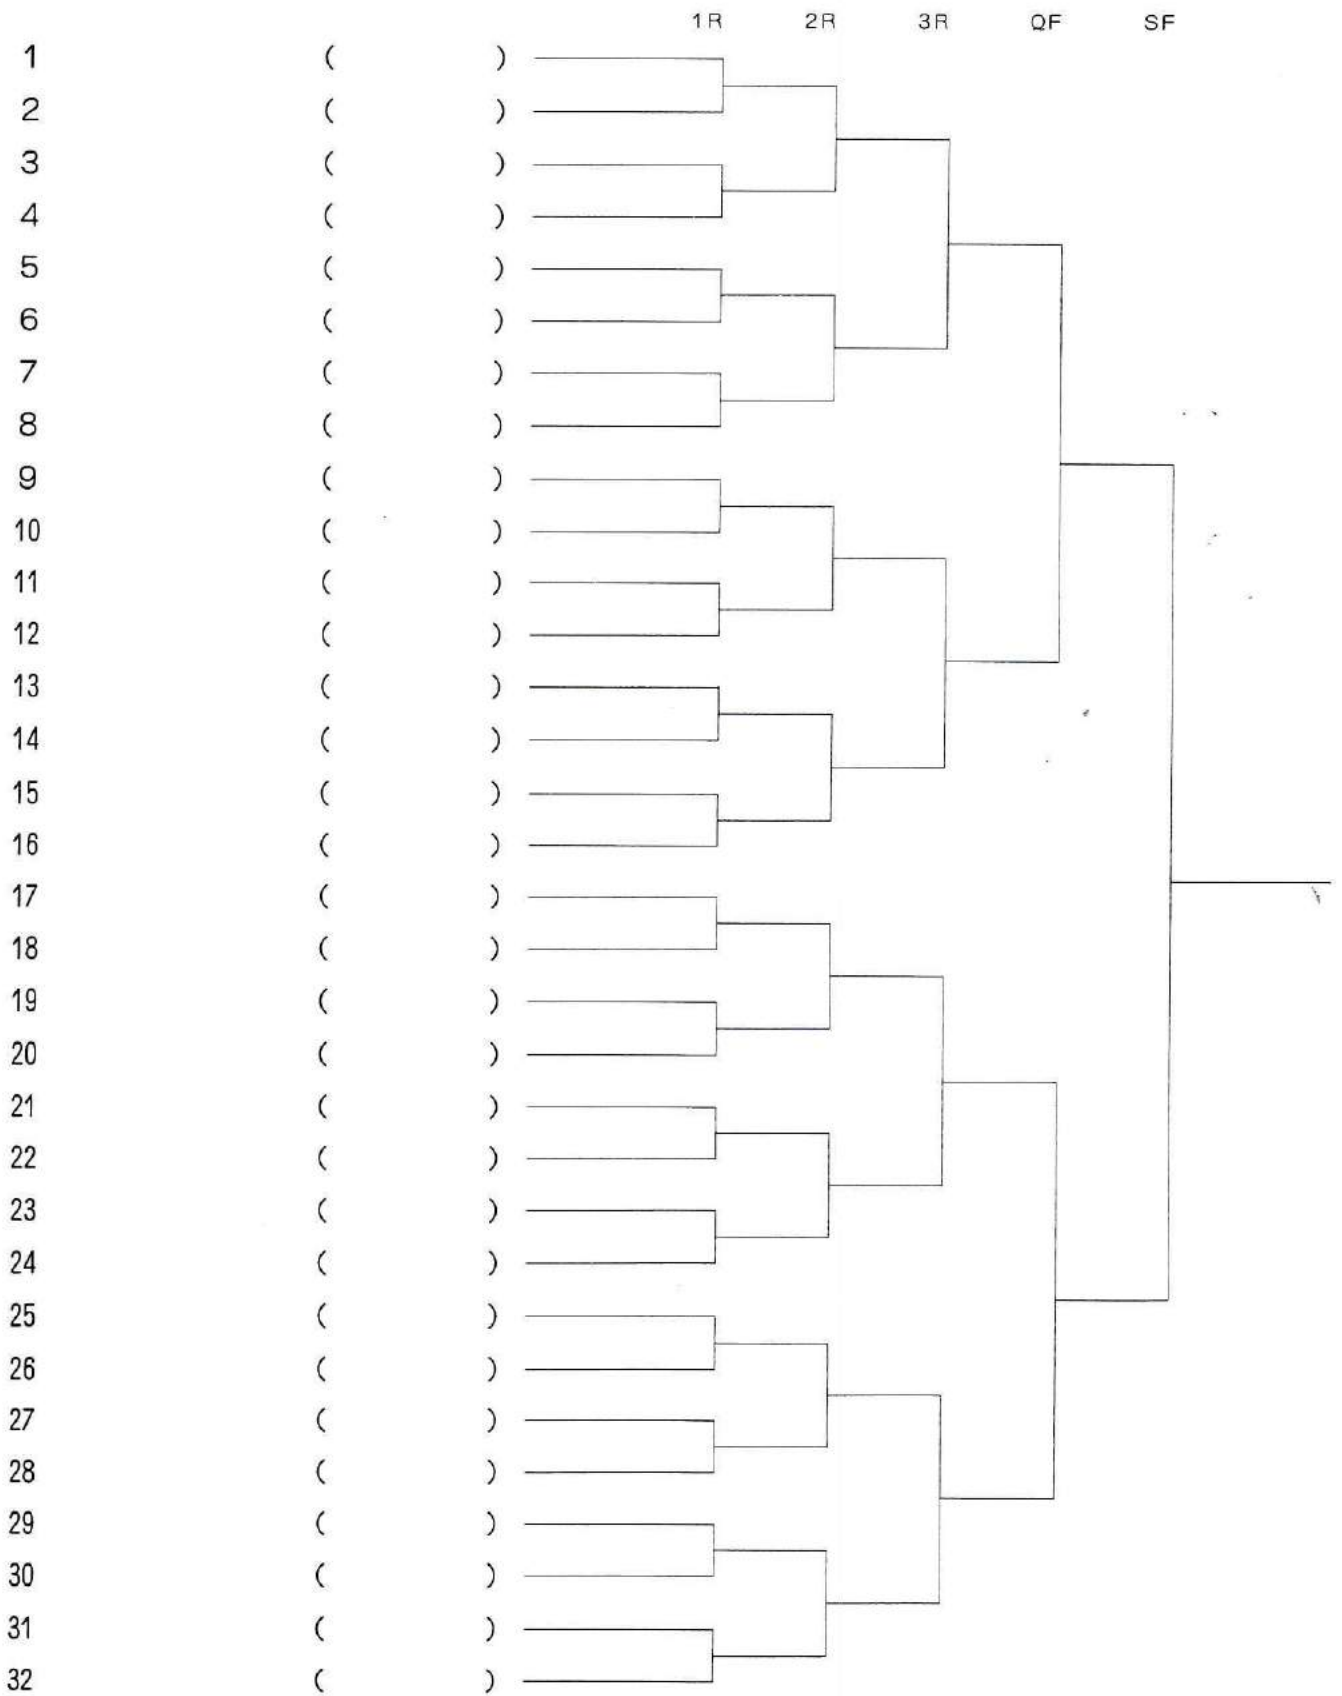 1R 2R 3R QF SF
1 ( )
2 ( )
3 ( )
4 ( )
5 ( )
6 ( )
7 ( )
8 ( )
9 ( )
10 ( )
11 ( )
12 ( )
13 ( )
14 ( )
15 ( )
16 ( )
17 ( )
18 ( )
19 ( )
20 ( )
21 ( )
22 ( )
23 ( )
24 ( )
25 ( )
26 ( )
27 ( )
28 ( )
29 ( )
30 ( )
31 ( )
32 ( )